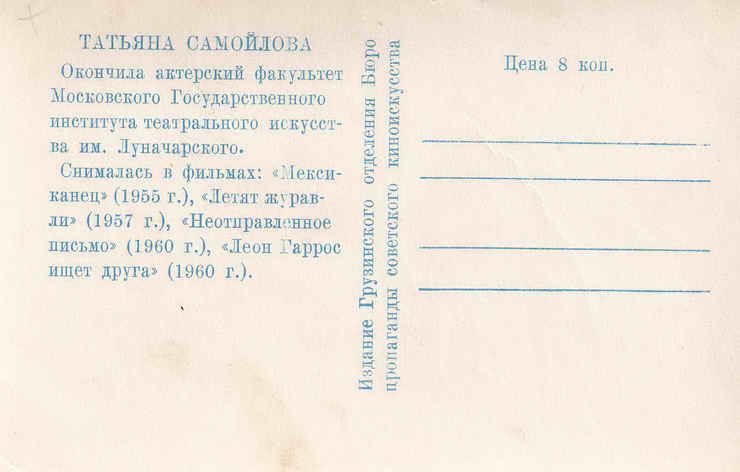 ТАТЬЯНА САМОЙЛОВА
Окончила актерский факультет
Московского Государственного
института театрального искусст-
ва им. Луначарского.
Снималась в фильмах: «Мекси-
канец» (1955 г.), «Летят журав-
ли» (1957 г.), «Неотправленное
письмо» (1960 г.), «Леон Гаррос
ищет друга» (1960 г.).
Издание Грузинского отделения Бюро
пропаганды советского киноискусства
Цена 8 коп.